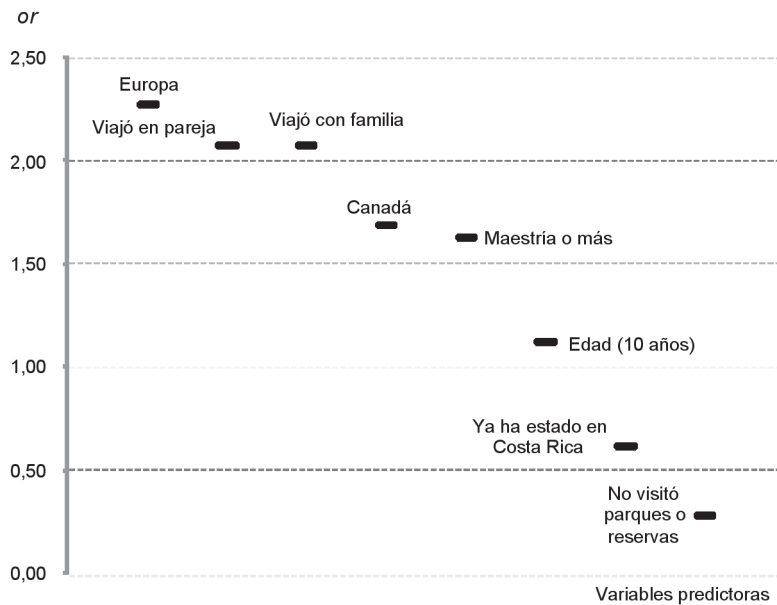 or
2,50
Europa
Viajó en pareja
Viajó con familia
2,00
Canadá
Maestría o más
1,50
Edad (10 años)
1,00
Ya ha estado en
Costa Rica
0,50
No visitó
parques o
reservas
0,00
Variables predictoras